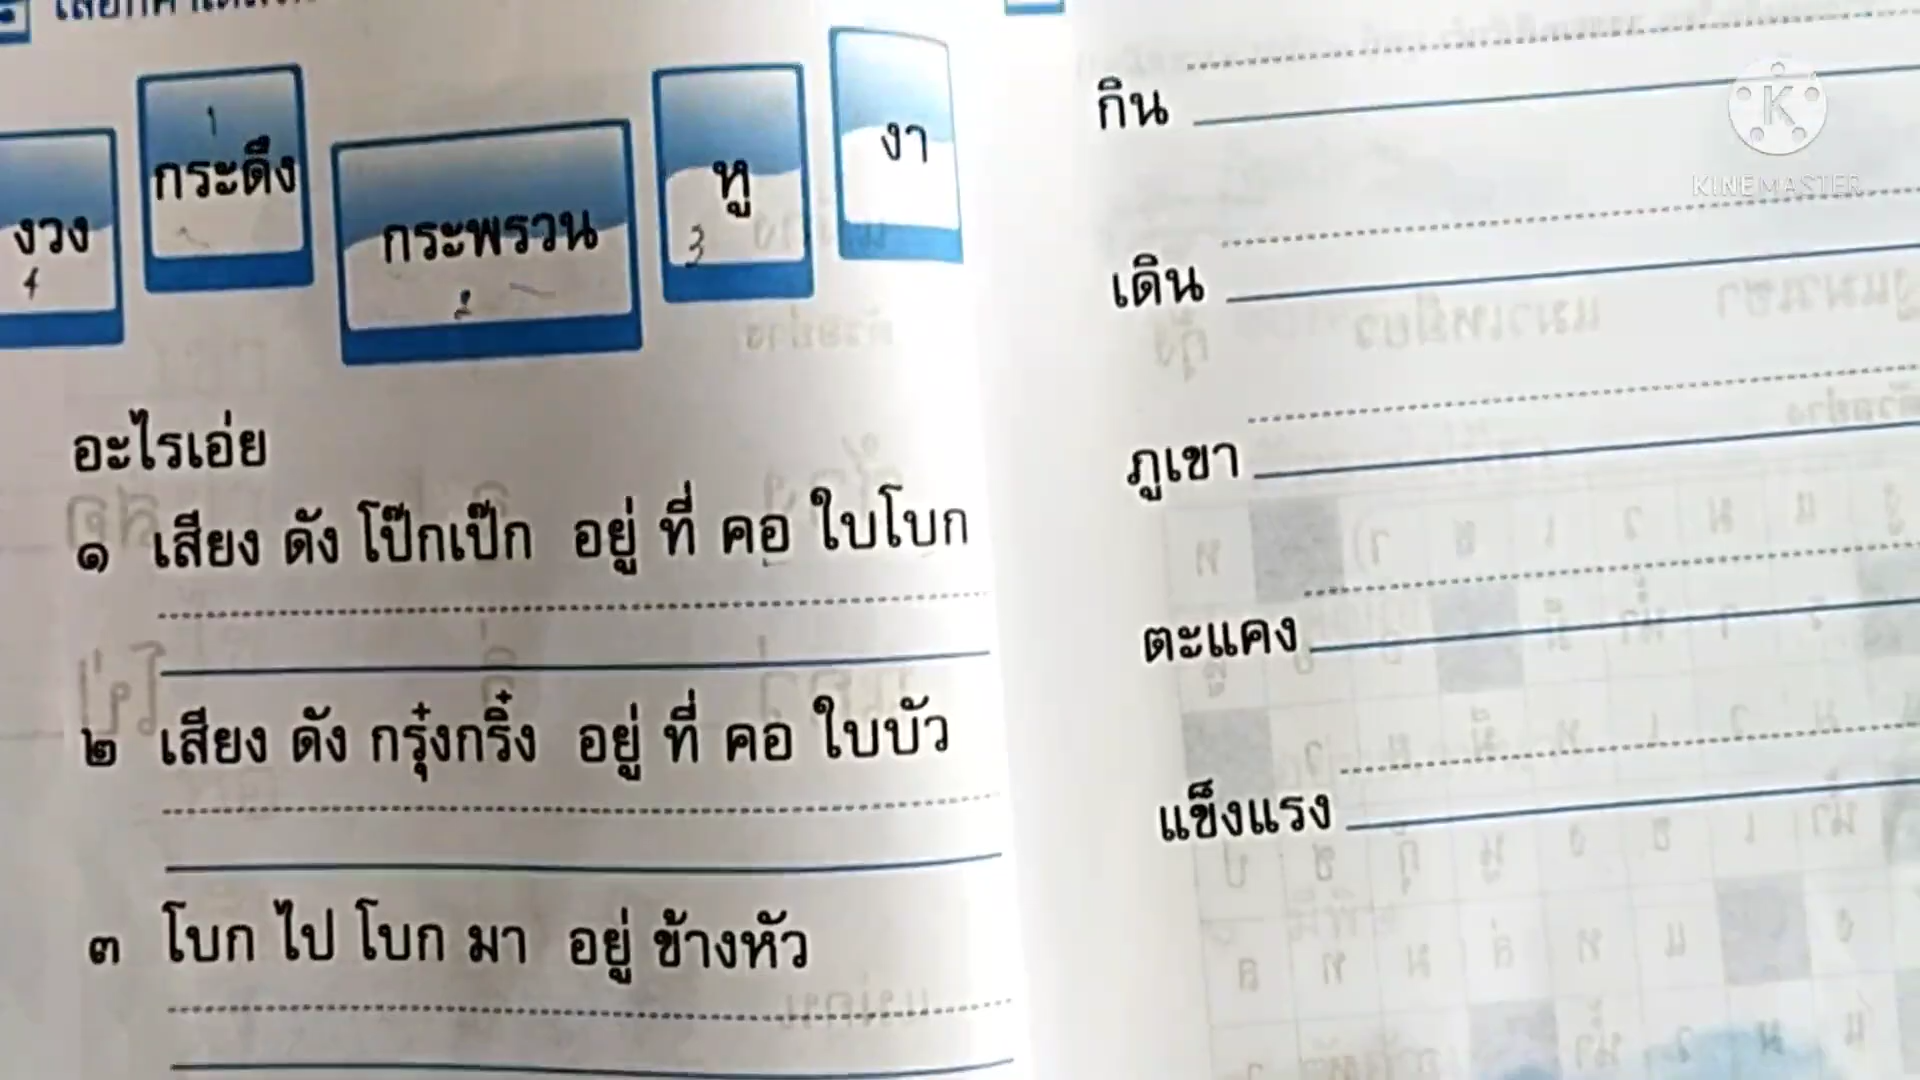 งวง
4
1
กระดึง
กระพรวน
2
หู
3
งา
อะไรเอ่ย
๑ เสียง ดัง โป๊กเป๊ก อยู่ ที่ คอ ใบโบก
๒ เสียง ดัง กรุ๋งกริ๋ง อยู่ ที่ คอ ใบบัว
๓ โบก ไป โบก มา อยู่ ข้างหัว
กิน
เดิน
ภูเขา
ตะแคง
แข็งแรง
K
KINEMASTER